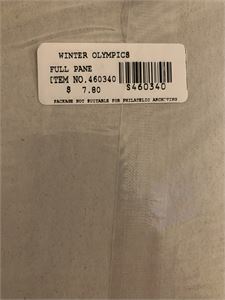 WINTER OLYMPICS
FULL PANE
ITEM NO.460340
$ 7.80
S460340
PACKAGE NOT SUITABLE FOR PHILATELIC ARCHIVING